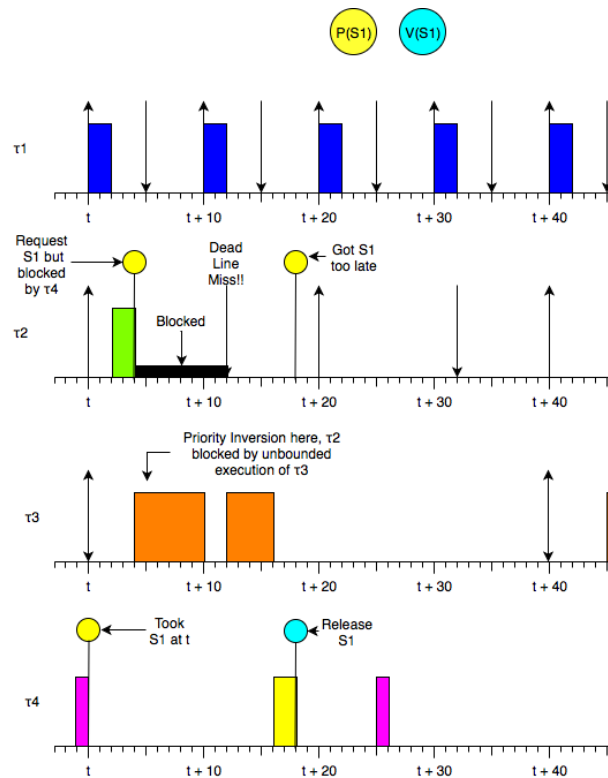 P(S1) V(S1)
τ1
t t + 10 t + 20 t + 30 t + 40
Request
S1 but
blocked
by τ4
Dead
Line
Miss!!
Got S1
too late
Blocked
τ2
t t + 10 t + 20 t + 30 t + 40
Priority Inversion here, τ2
blocked by unbounded
execution of τ3
τ3
t t + 10 t + 20 t + 30 t + 40
Took
S1 at t
Release
S1
τ4
t t + 10 t + 20 t + 30 t + 40